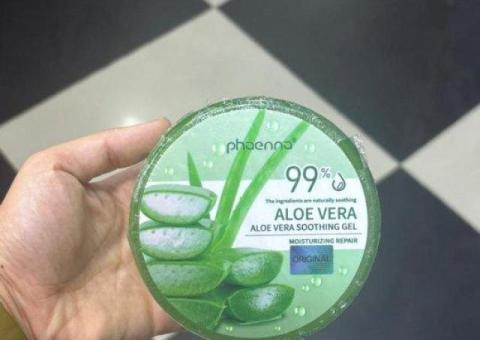 phaenna
99%
The ingredients are naturally soothing
ALOE VERA
ALOE VERA SOOTHING GEL
MOISTURIZING REPAIR
ORIGINAL